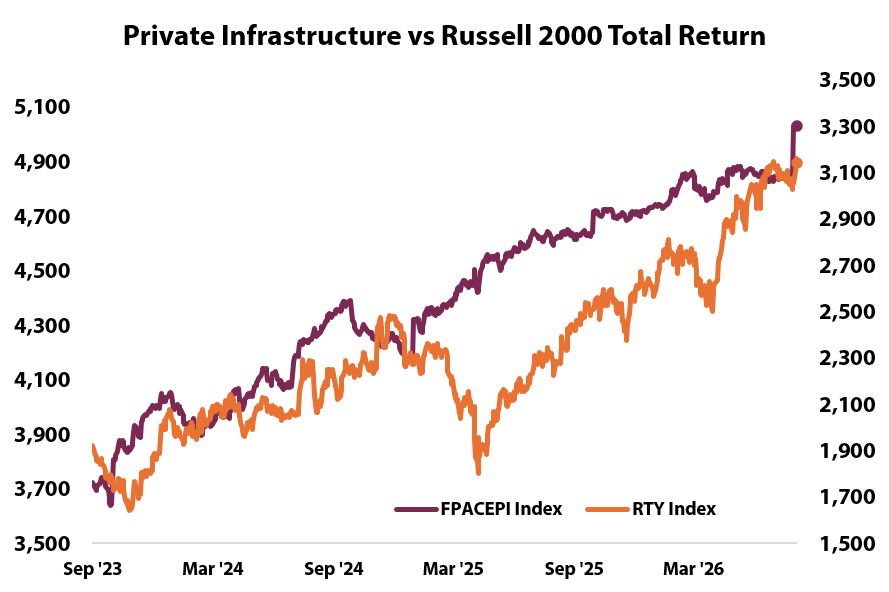 Private Infrastructure vs Russell 2000 Total Return
5,100
4,900
4,700
4,500
4,300
4,100
3,900
3,700
3,500
3,500
3,300
3,100
2,900
2,700
2,500
2,300
2,100
1,900
1,700
1,500
FPACEPI Index
RTY Index
Sep '23
Mar '24
Sep '24
Mar '25
Sep '25
Mar '26